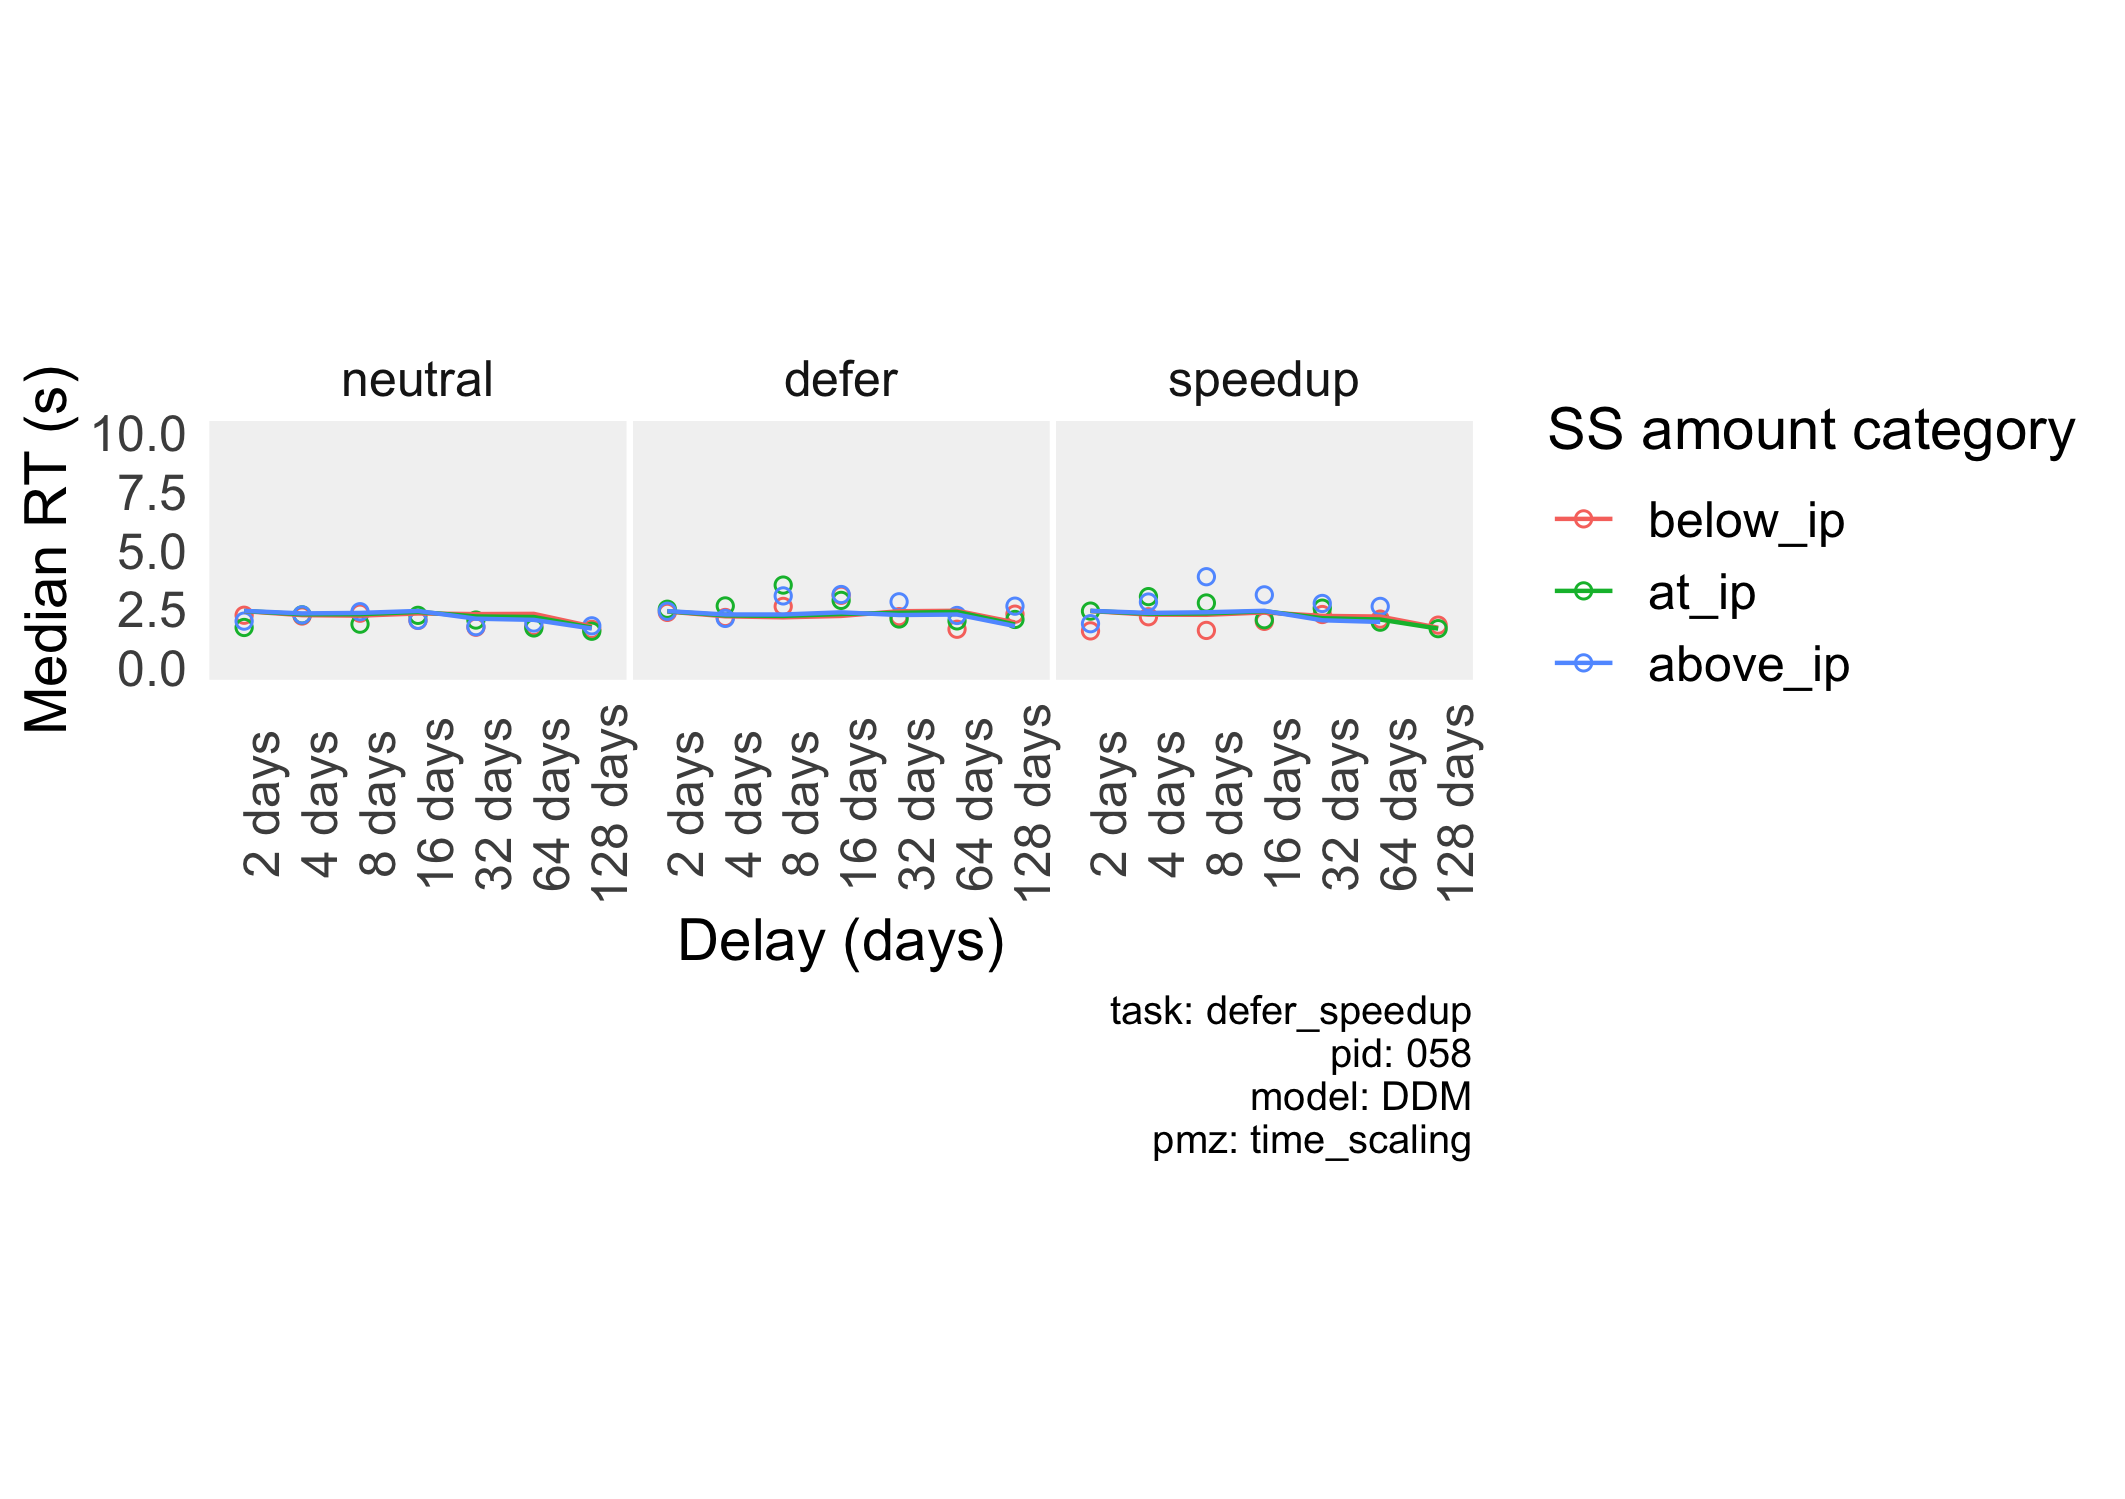 neutral
defer
speedup
Median RT (s)
10.0
7.5
5.0
2.5
0.0
2 days
4 days
8 days
16 days
32 days
64 days
128 days
2 days
4 days
8 days
16 days
32 days
64 days
128 days
2 days
4 days
8 days
16 days
32 days
64 days
128 days
Delay (days)
SS amount category
below_ip
at_ip
above_ip
task: defer_speedup
pid: 058
model: DDM
pmz: time_scaling